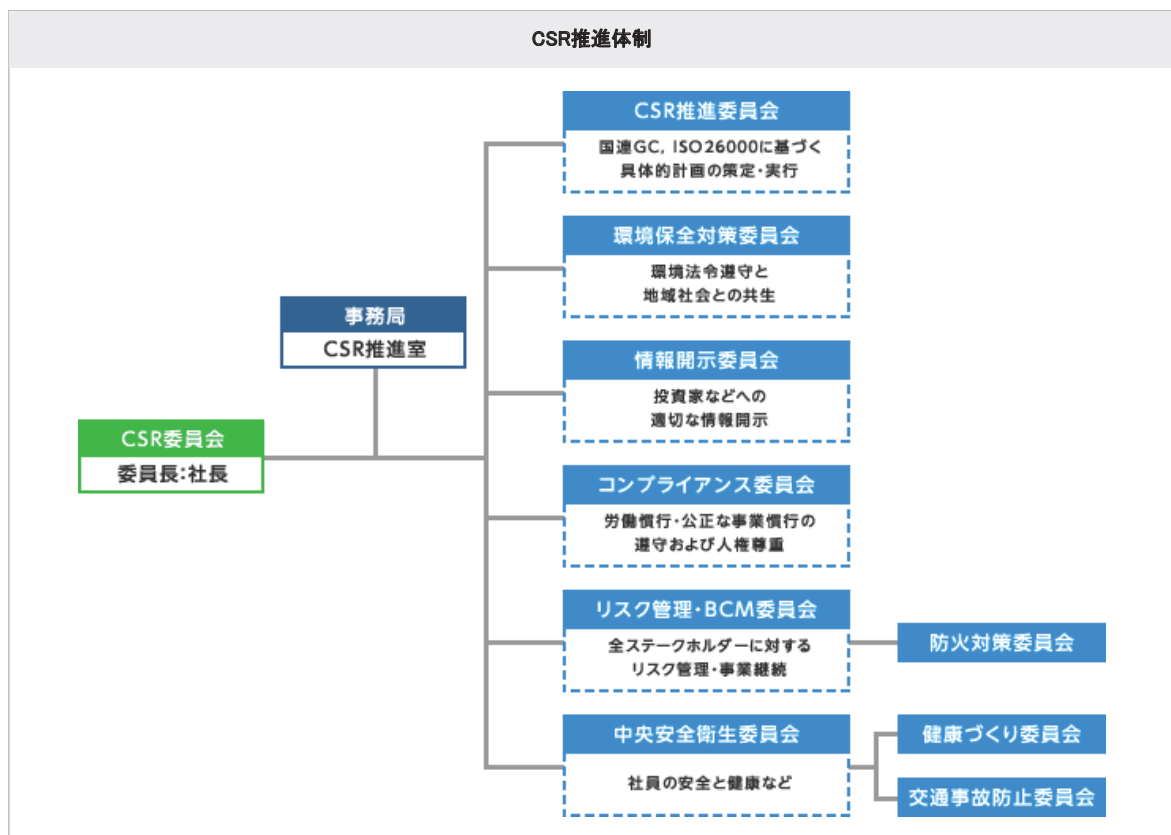 CSR推進体制
CSR推進委員会
国連GC, ISO26000に基づく
具体的計画の策定・実行
環境保全対策委員会
環境法令遵守と
地域社会との共生
事務局
CSR推進室
情報開示委員会
投資家などへの
適切な情報開示
CSR委員会
委員長:社長
コンプライアンス委員会
労働慣行・公正な事業慣行の
遵守および人権尊重
リスク管理・BCM委員会
全ステークホルダーに対する
リスク管理・事業継続
防火対策委員会
中央安全衛生委員会
社員の安全と健康など
健康づくり委員会
交通事故防止委員会